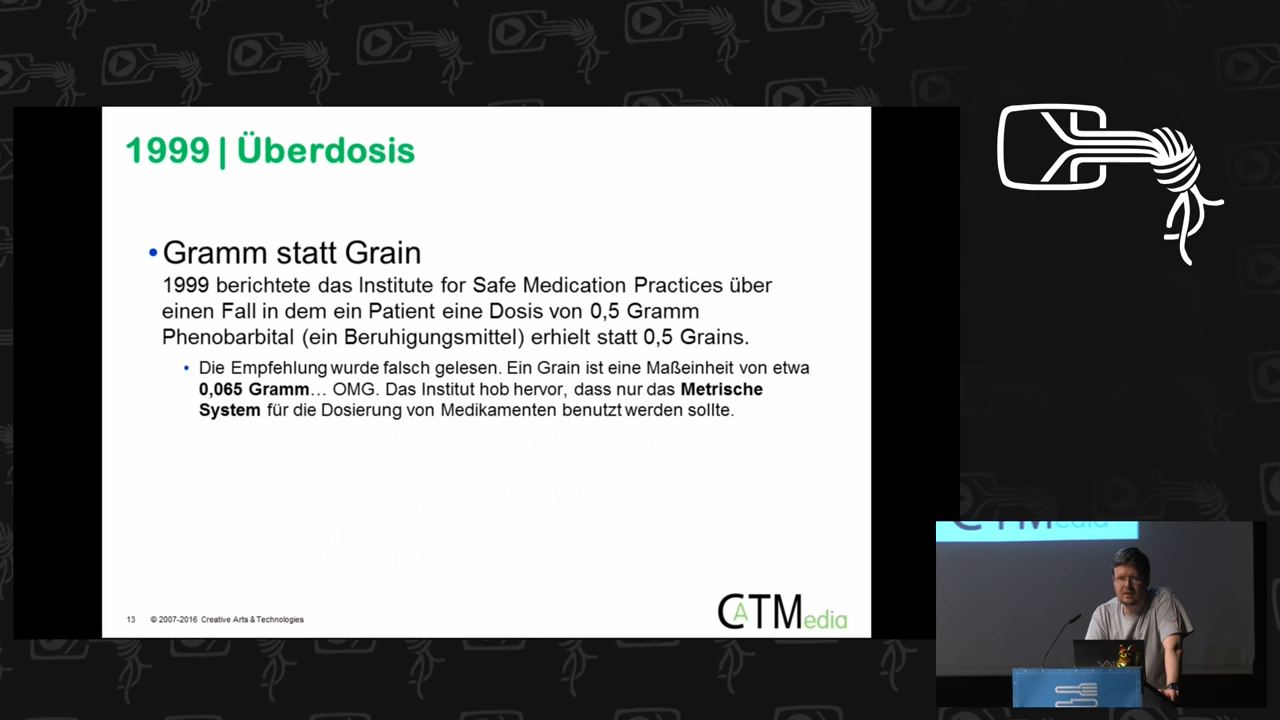 1999 | Überdosis
• Gramm statt Grain
1999 berichtete das Institute for Safe Medication Practices über
einen Fall in dem ein Patient eine Dosis von 0,5 Gramm
Phenobarbital (ein Beruhigungsmittel) erhielt statt 0,5 Grains.
• Die Empfehlung wurde falsch gelesen. Ein Grain ist eine Maßeinheit von etwa
0,065 Gramm… OMG. Das Institut hob hervor, dass nur das Metrische
System für die Dosierung von Medikamenten benutzt werden sollte.
13 © 2007-2016 Creative Arts & Technologies
CATMedia
CATMedia